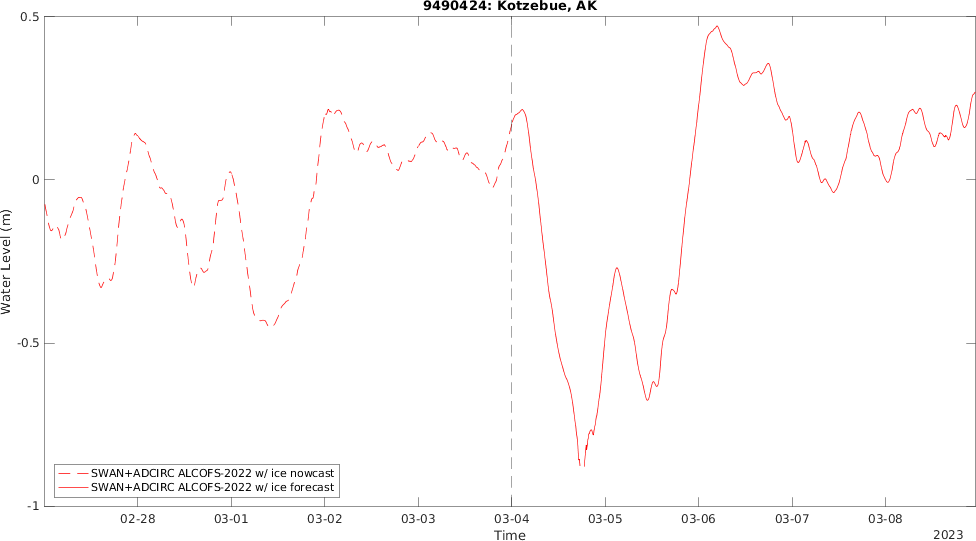 9490424: Kotzebue, AK
0.5
0
-0.5
-1
Water Level (m)
SWAN+ADCIRC ALCOFS-2022 w/ ice nowcast
SWAN+ADCIRC ALCOFS-2022 w/ ice forecast
02-28 03-01 03-02 03-03 03-04 03-05 03-06 03-07 03-08
Time
2023